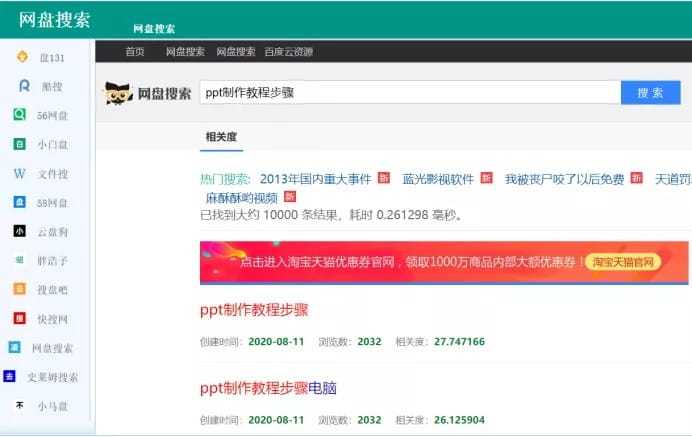 网盘搜索
网盘搜索
盘131
酷搜
56网盘
小白盘
文件搜
58网盘
云盘狗
胖浩子
搜盘吧
快搜网
网盘搜索
史莱姆搜索
小马盘
首页 网盘搜索 网盘搜索 百度云资源
网盘搜索 ppt制作教程步骤 搜 索
相关度
热门搜索: 2013年国内重大事件 新 蓝光影视软件 新 我被丧尸咬了以后免费 新 天道罚
麻酥酥哟视频 新
已找到大约 10000 条结果，耗时 0.261298 毫秒。
点击进入淘宝天猫优惠券官网，领取1000万商品内部大额优惠券！ 淘宝天猫官网
ppt制作教程步骤
创建时间：2020-08-11 浏览数：2032 相关度：27.747166
ppt制作教程步骤电脑
创建时间：2020-08-11 浏览数：2032 相关度：26.125904